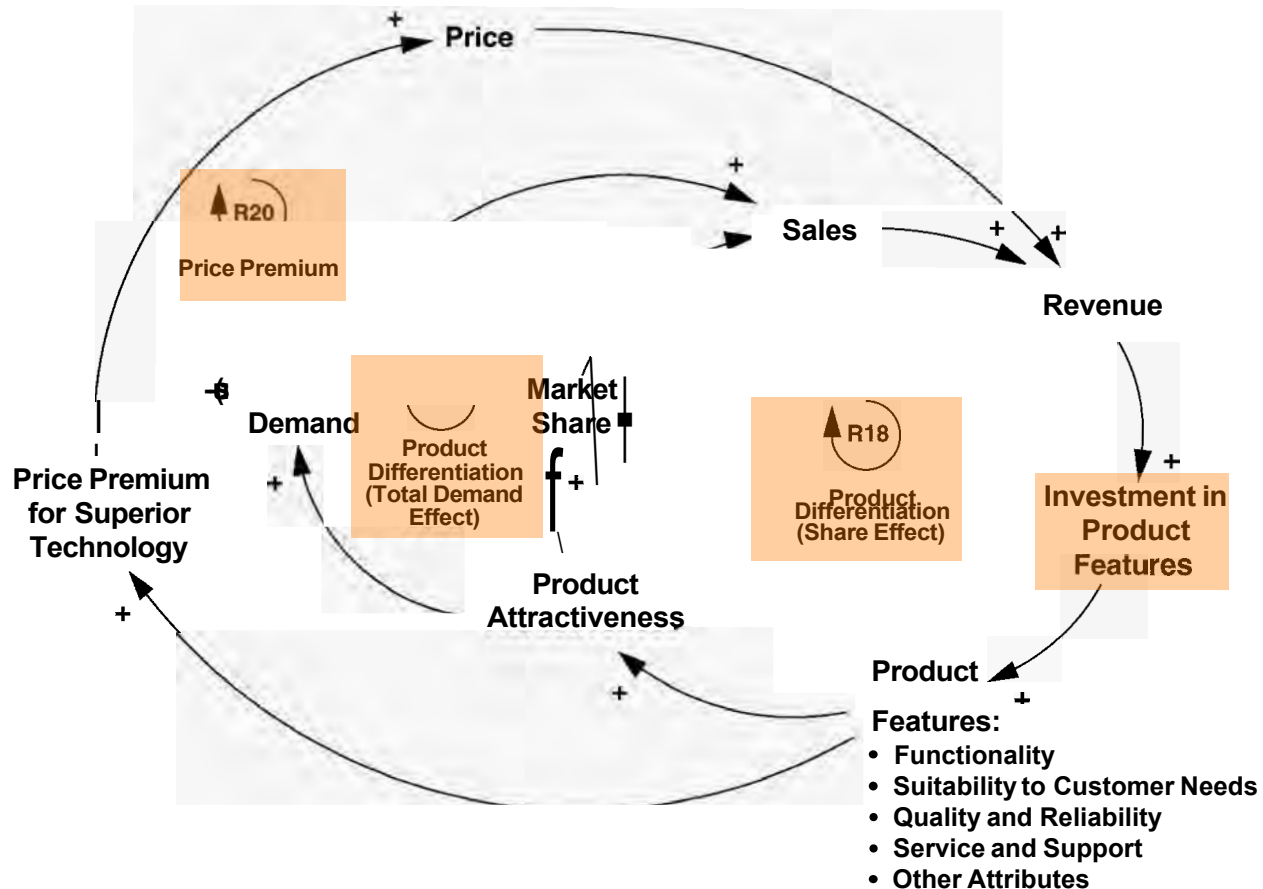 +
Price
+
R20
Sales
+
+
Price Premium
Revenue
Market
Share
Demand
R18
Product
Differentiation
(Total Demand
Effect)
+
+
+
Price Premium
for Superior
Technology
Product
Differentiation
(Share Effect)
Investment in
Product
Features
Product
Attractiveness
+
Product
+
+
Features:
• Functionality
• Suitability to Customer Needs
• Quality and Reliability
• Service and Support
• Other Attributes